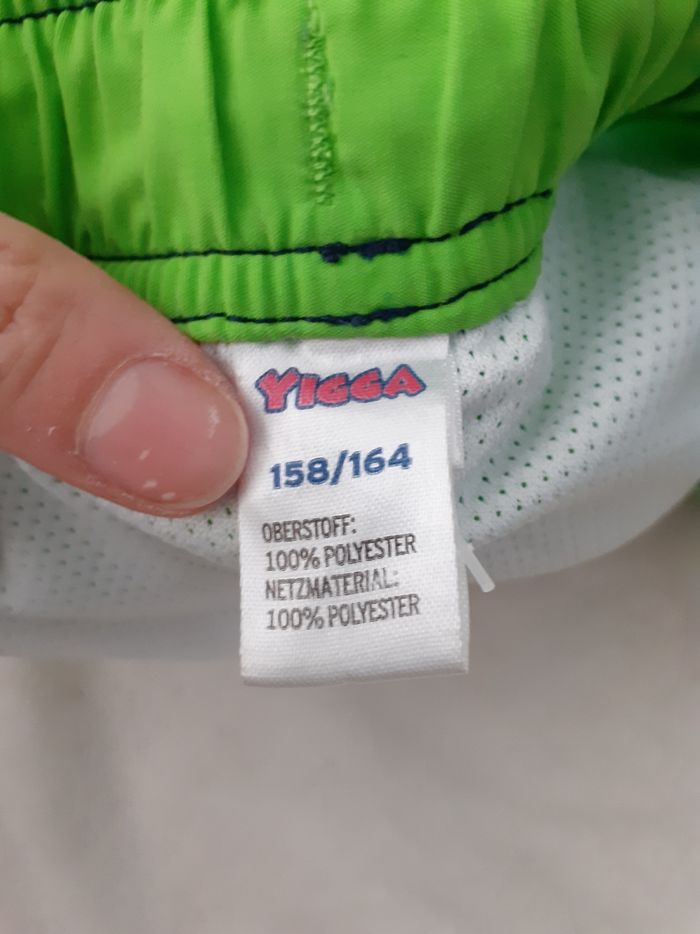 YIGGA
158/164
OBERSTOFF:
100% POLYESTER
NETZMATERIAL:
100% POLYESTER